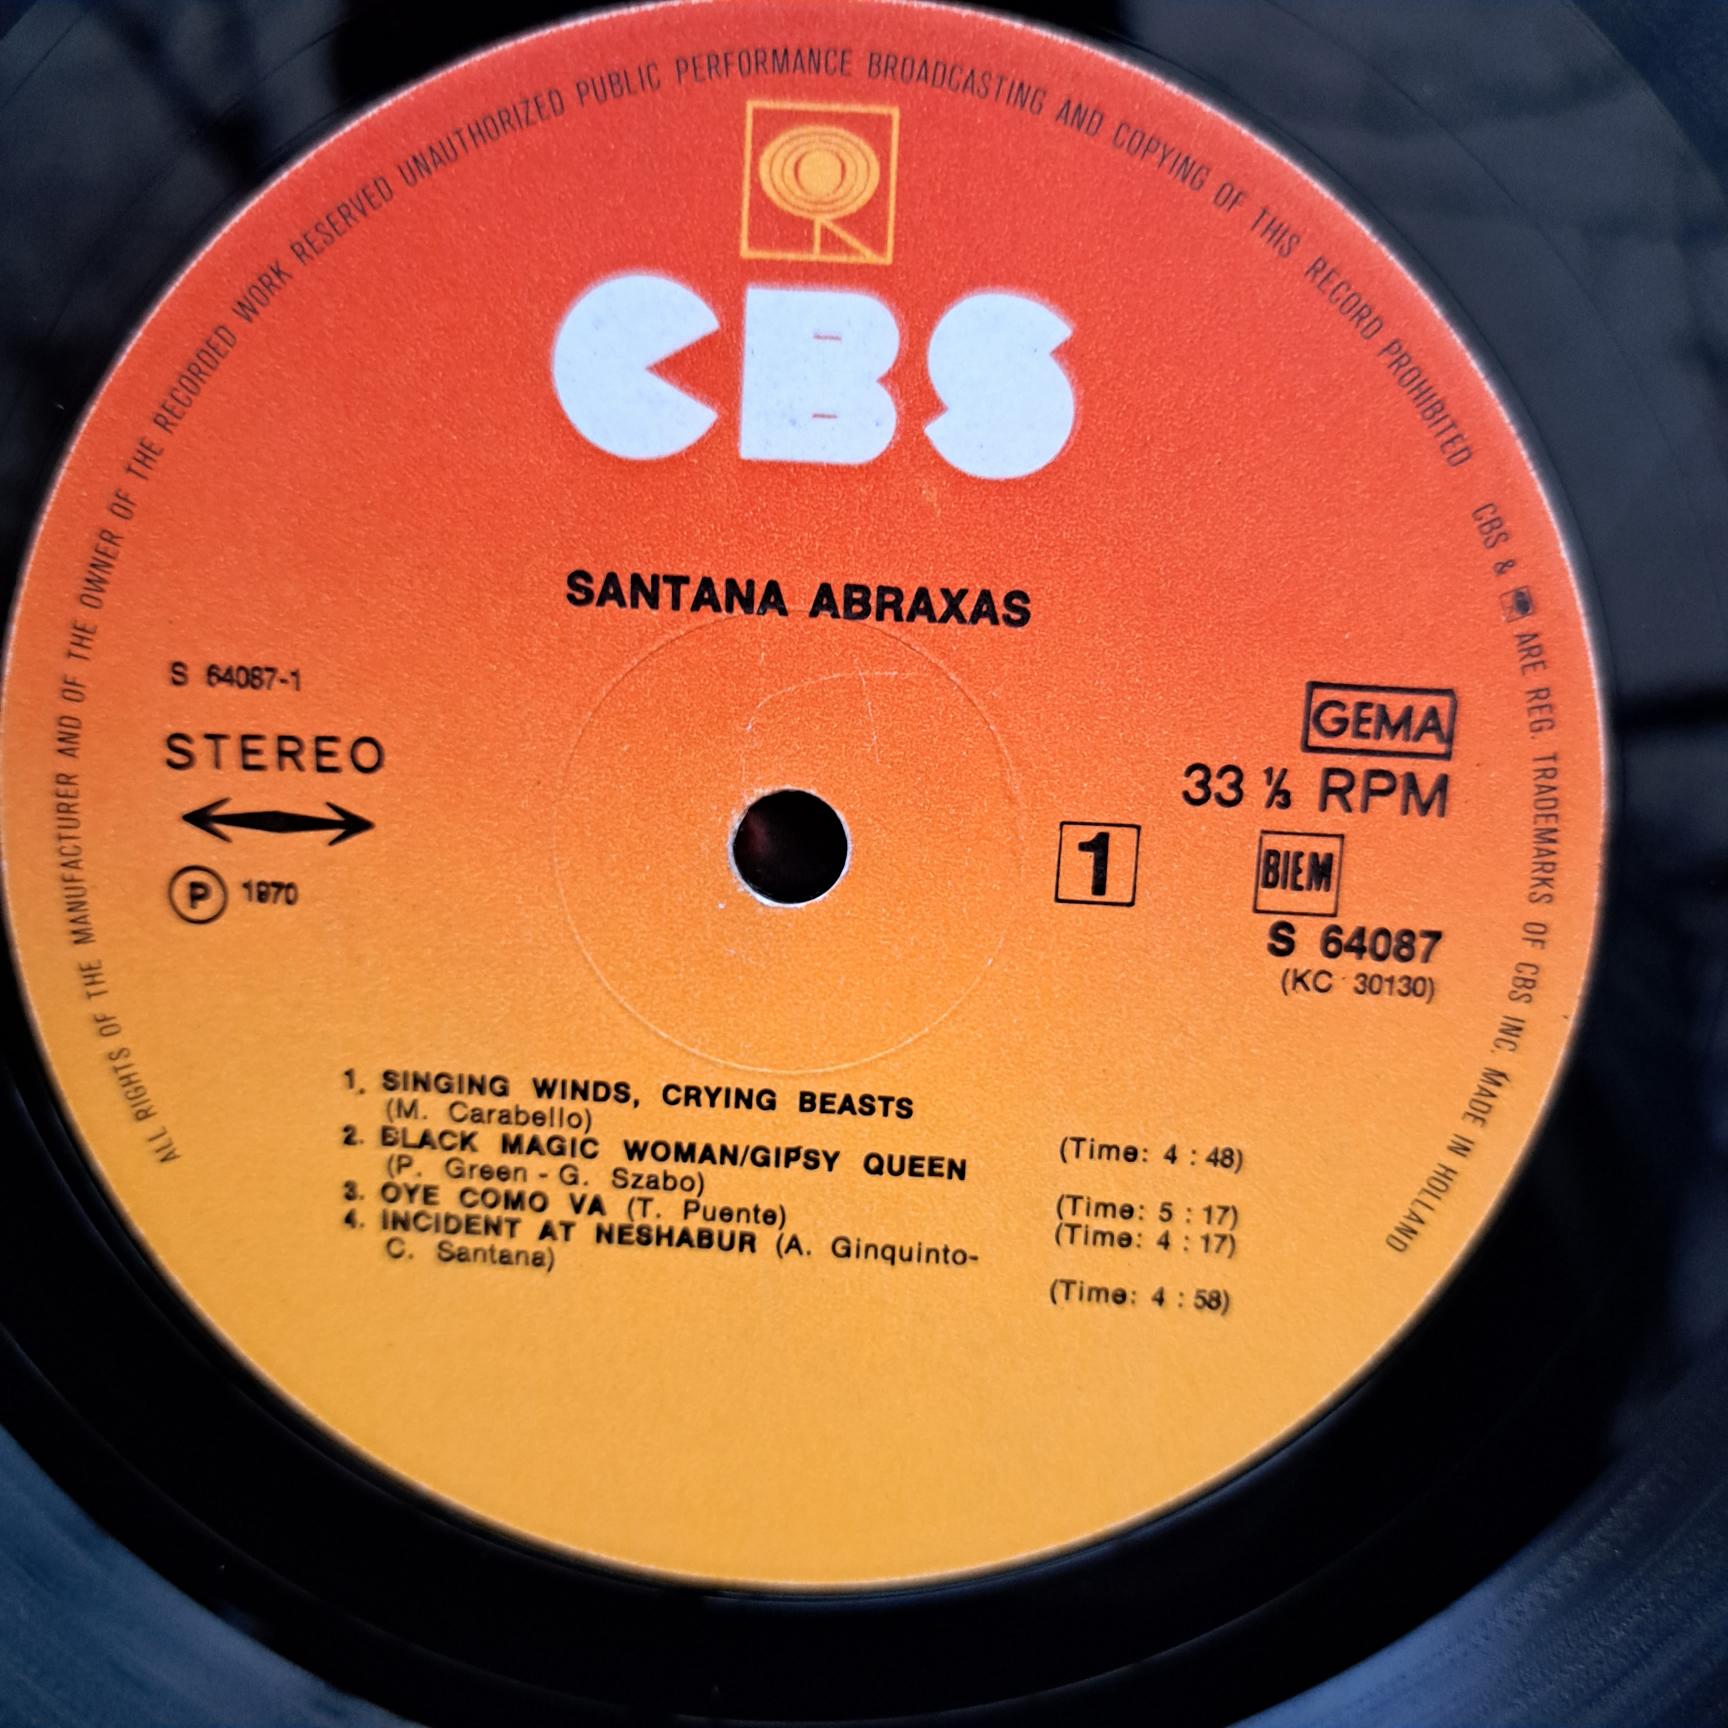 ALL RIGHTS OF THE MANUFACTURER AND OF THE OWNER OF THE RECORDED WORK RESERVED UNAUTHORIZED PUBLIC PERFORMANCE BROADCASTING AND COPYING OF THIS RECORD PROHIBITED CBS & ARE REG. TRADEMARKS OF CBS INC. MADE IN HOLLAND
CBS
SANTANA ABRAXAS
S 64087-1
STEREO
Ⓟ 1970
GEMA
33 ⅓ RPM
1
BIEM
S 64087
(KC 30130)
1. SINGING WINDS, CRYING BEASTS
(M. Carabello) (Time: 4 : 48)
2. BLACK MAGIC WOMAN/GIPSY QUEEN
(P. Green - G. Szabo) (Time: 5 : 17)
3. OYE COMO VA (T. Puente) (Time: 4 : 17)
4. INCIDENT AT NESHABUR (A. Ginquinto-
C. Santana) (Time: 4 : 58)